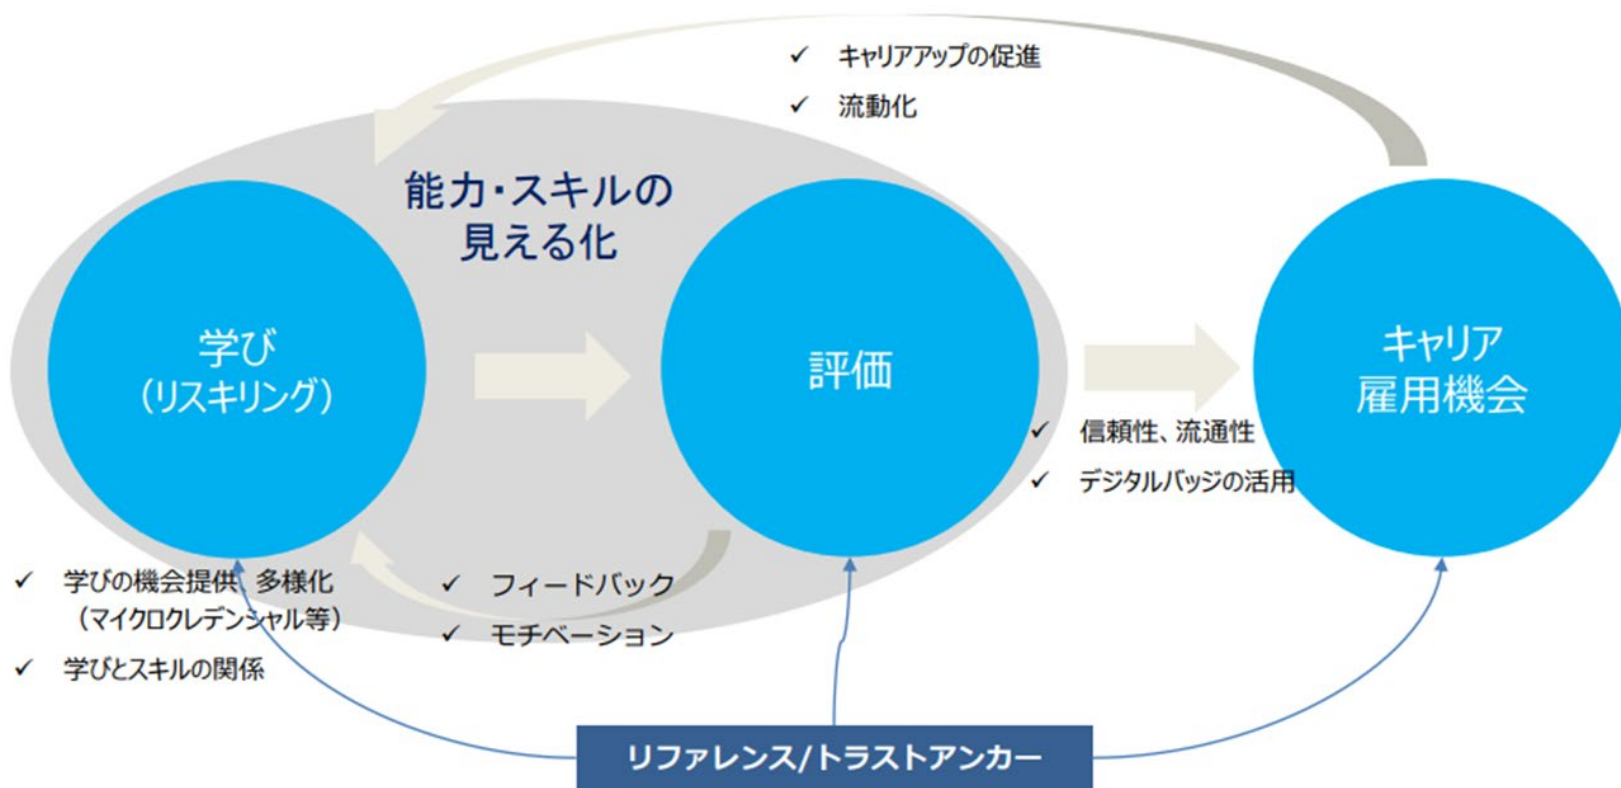 ✓ キャリアアップの促進
✓ 流動化
能力・スキルの
見える化
学び
（リスキリング）
評価
キャリア
雇用機会
✓ 信頼性、流通性
✓ デジタルバッジの活用
✓ 学びの機会提供、多様化
（マイクロクレデンシャル等）
✓ 学びとスキルの関係
✓ フィードバック
✓ モチベーション
リファレンス/トラストアンカー